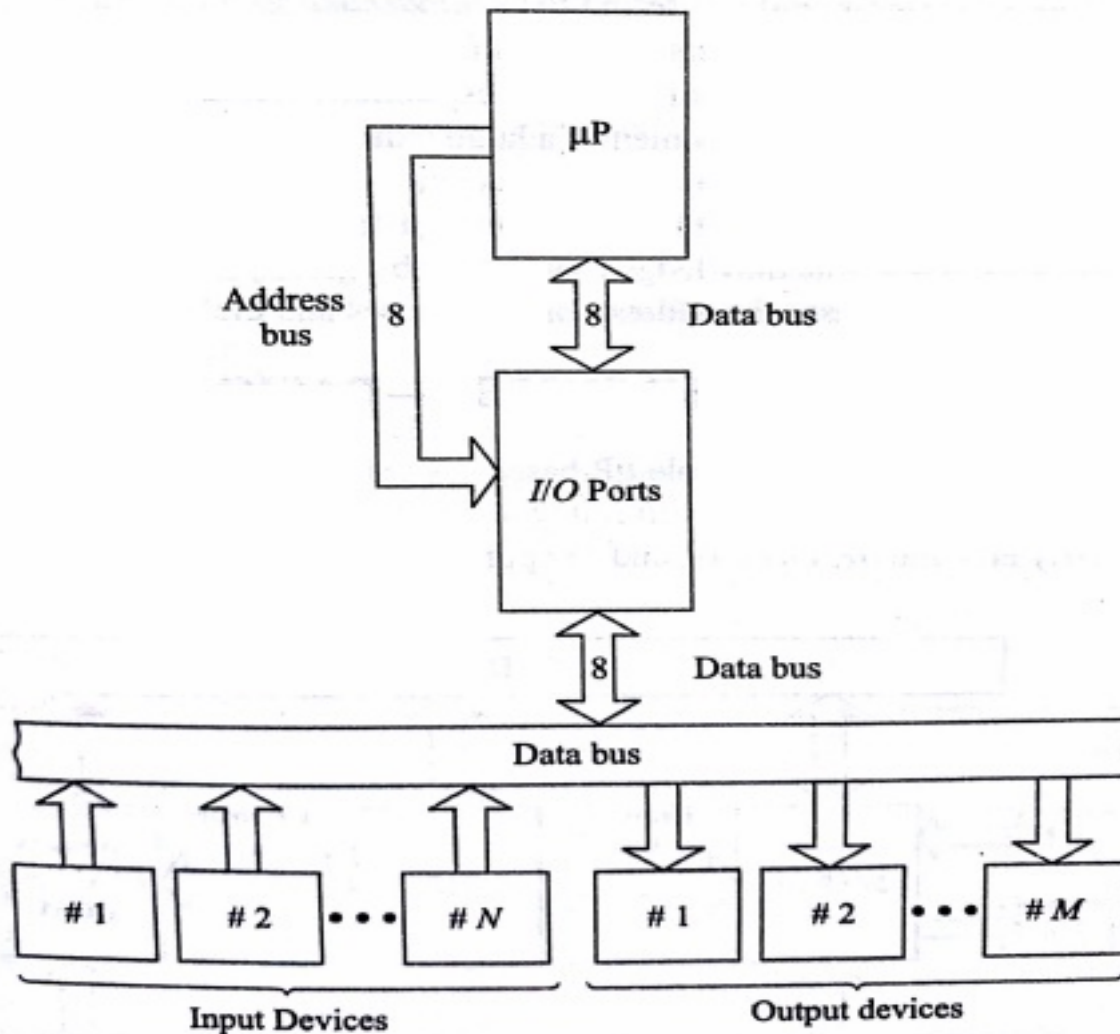 μP
Address
bus
8
8
Data bus
I/O Ports
8
Data bus
Data bus
# 1
# 2
# N
# 1
# 2
# M
Input Devices
Output devices